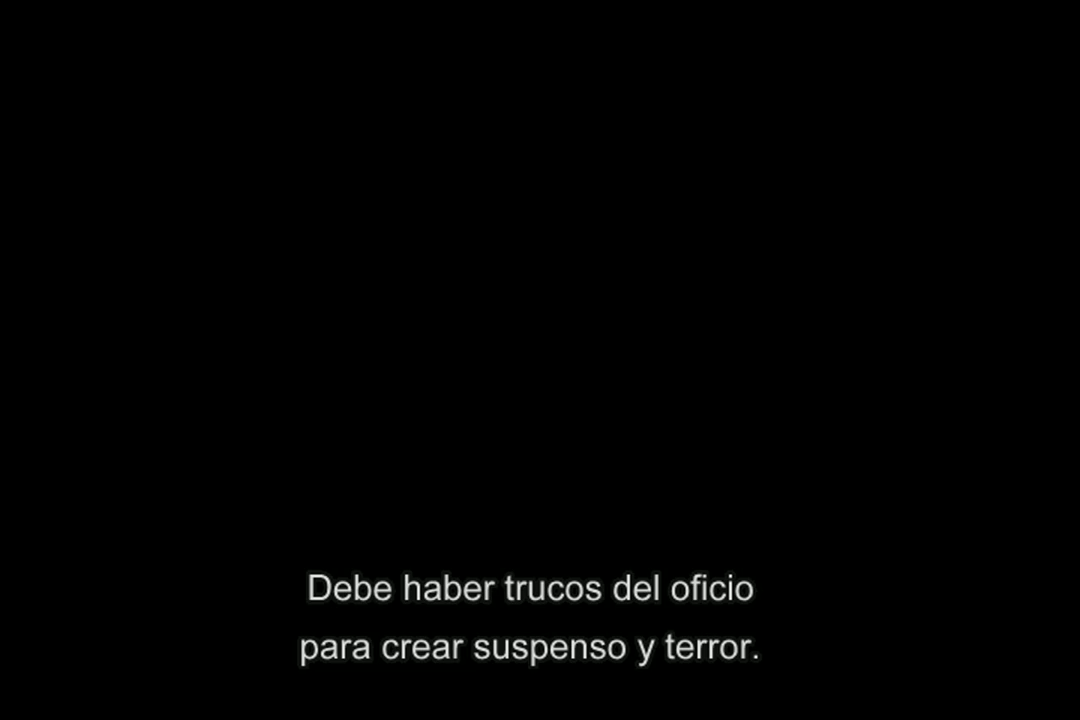 Debe haber trucos del oficio
para crear suspenso y terror.